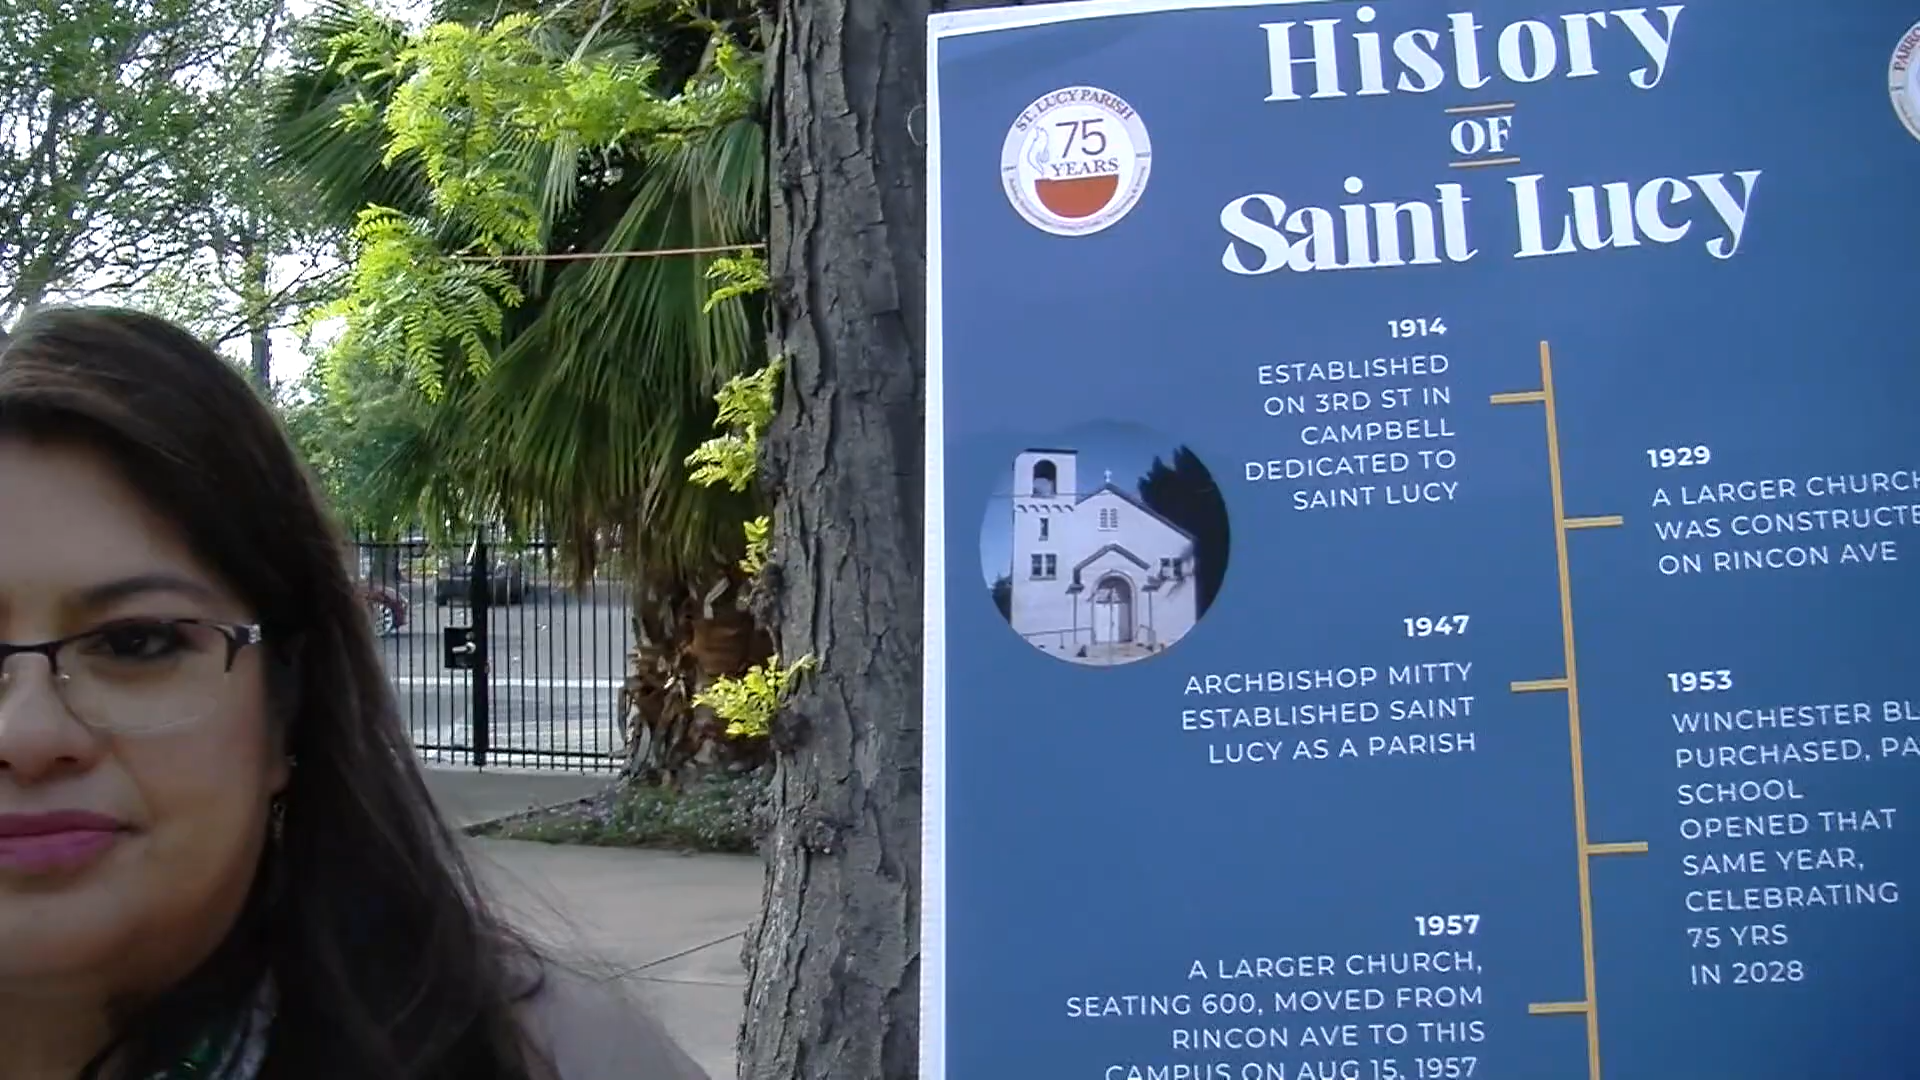 History
OF
Saint Lucy
ST. LUCY PARISH
75
YEARS
1914
ESTABLISHED
ON 3RD ST IN
CAMPBELL
DEDICATED TO
SAINT LUCY
1929
A LARGER CHURCH
WAS CONSTRUCTE
ON RINCON AVE
1947
ARCHBISHOP MITTY
ESTABLISHED SAINT
LUCY AS A PARISH
1953
WINCHESTER BL
PURCHASED, PA
SCHOOL
OPENED THAT
SAME YEAR,
CELEBRATING
75 YRS
IN 2028
1957
A LARGER CHURCH,
SEATING 600, MOVED FROM
RINCON AVE TO THIS
CAMPUS ON AUG 15, 1957